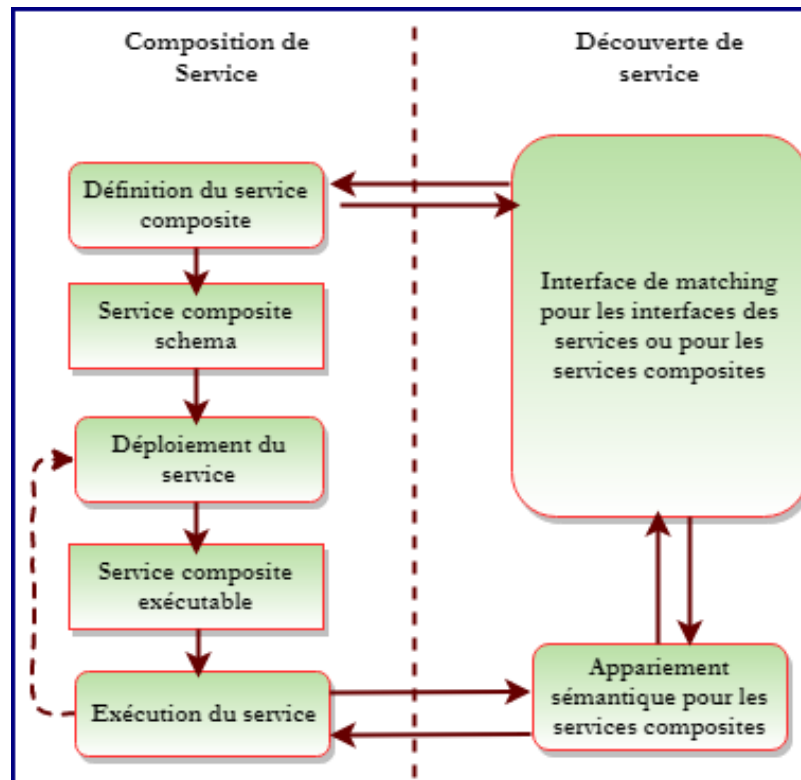 Composition de
Service
Découverte de
service
Définition du service
composite
Service composite
schema
Déploiement du
service
Service composite
exécutable
Exécution du service
Interface de matching
pour les interfaces des
services ou pour les
services composites
Appariement
sémantique pour les
services composites